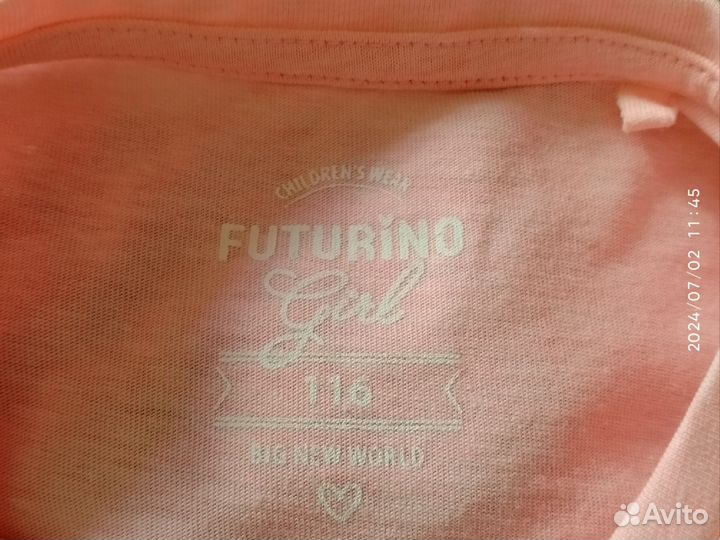 CHILDREN'S WEAR
FUTURiNO
Girl
116
BIG NEW WORLD
2024/07/02 11:45
Avito